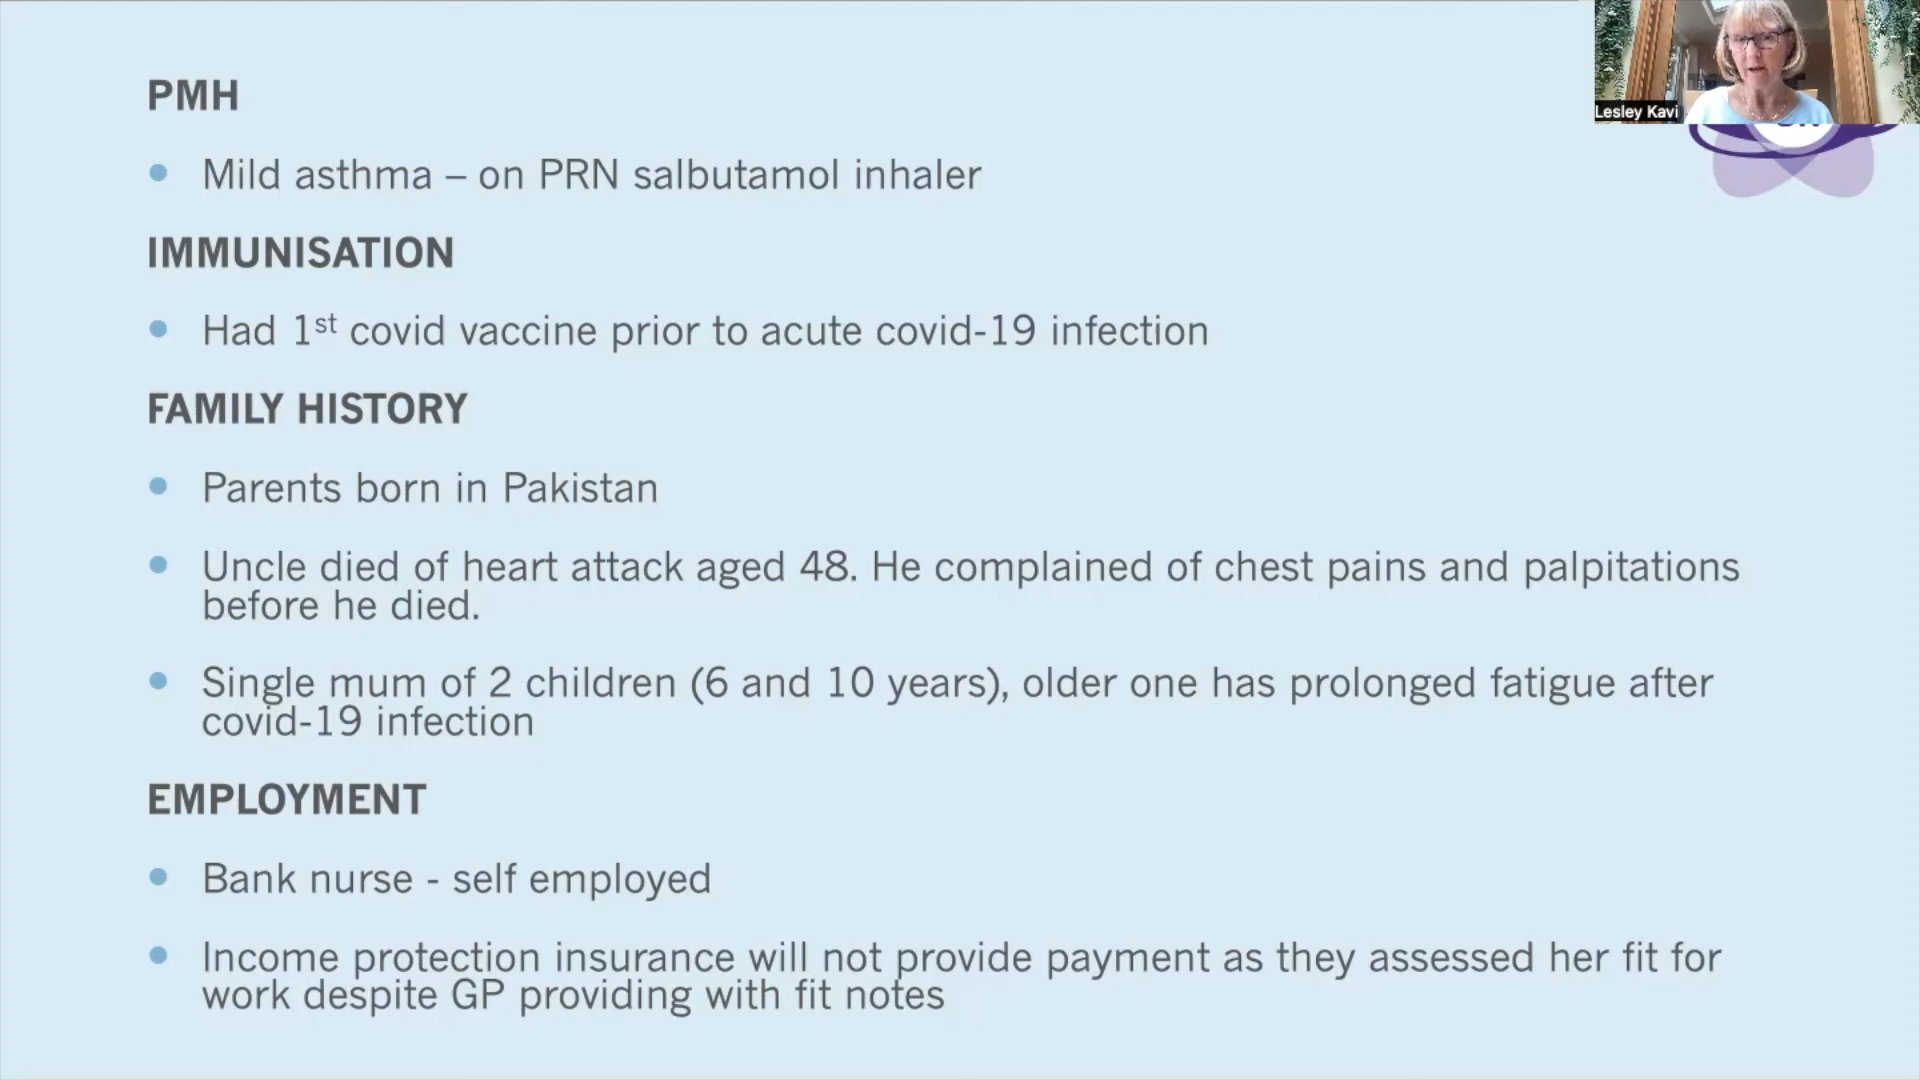 PMH
Mild asthma – on PRN salbutamol inhaler
IMMUNISATION
Had 1st covid vaccine prior to acute covid-19 infection
FAMILY HISTORY
Parents born in Pakistan
Uncle died of heart attack aged 48. He complained of chest pains and palpitations
before he died.
Single mum of 2 children (6 and 10 years), older one has prolonged fatigue after
covid-19 infection
EMPLOYMENT
Bank nurse - self employed
Income protection insurance will not provide payment as they assessed her fit for
work despite GP providing with fit notes
Lesley Kavi